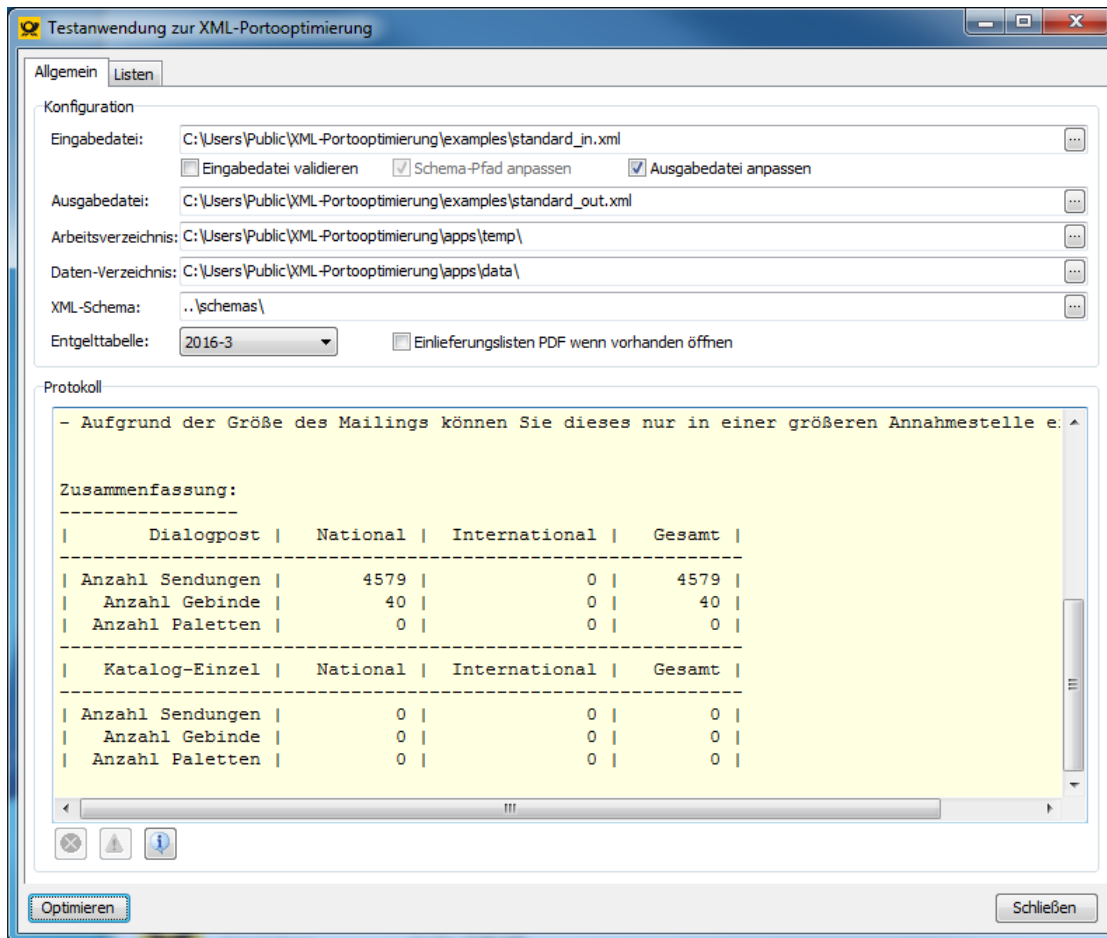 Testanwendung zur XML-Portooptimierung
Allgemein Listen
Konfiguration
Eingabedatei: C:\Users\Public\XML-Portooptimierung\examples\standard_in.xml ...
Eingabedatei validieren Schema-Pfad anpassen Ausgabedatei anpassen
Ausgabedatei: C:\Users\Public\XML-Portooptimierung\examples\standard_out.xml ...
Arbeitsverzeichnis: C:\Users\Public\XML-Portooptimierung\apps\temp\ ...
Daten-Verzeichnis: C:\Users\Public\XML-Portooptimierung\apps\data\ ...
XML-Schema: ..\schemas\ ...
Entgelttabelle: 2016-3 Einlieferungslisten PDF wenn vorhanden öffnen
Protokoll
- Aufgrund der Größe des Mailings können Sie dieses nur in einer größeren Annahmestelle
Zusammenfassung:
----------------
| Dialogpost | National | International | Gesamt |
-------------------------------------------------------------
| Anzahl Sendungen | 4579 | 0 | 4579 |
| Anzahl Gebinde | 40 | 0 | 40 |
| Anzahl Paletten | 0 | 0 | 0 |
-------------------------------------------------------------
| Katalog-Einzel | National | International | Gesamt |
-------------------------------------------------------------
| Anzahl Sendungen | 0 | 0 | 0 |
| Anzahl Gebinde | 0 | 0 | 0 |
| Anzahl Paletten | 0 | 0 | 0 |
Optimieren Schließen